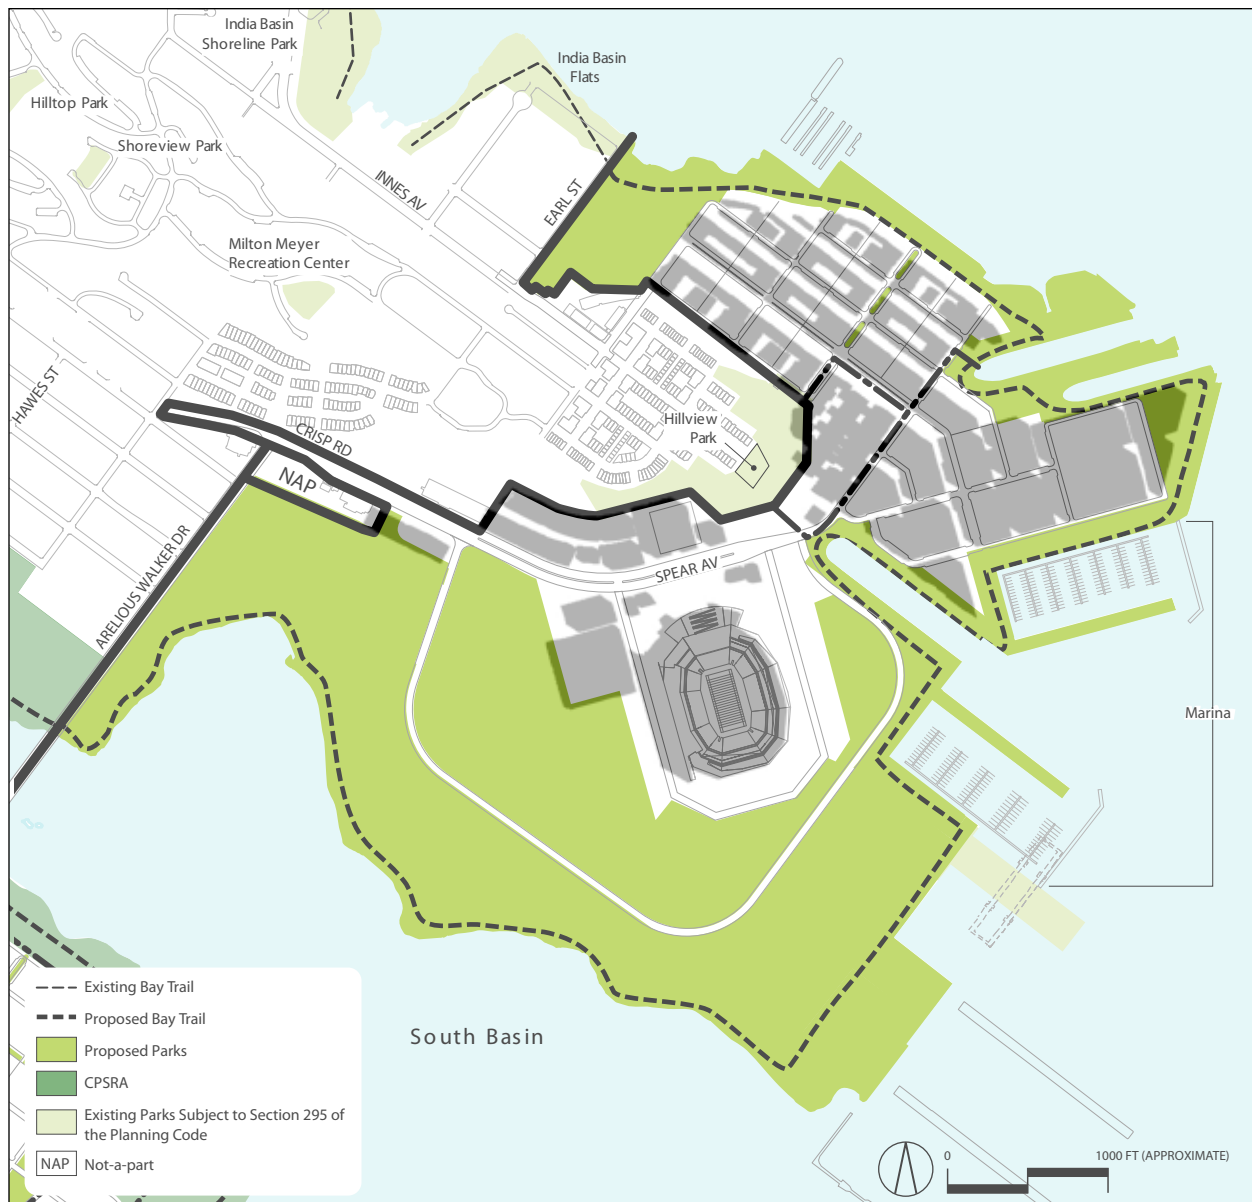 India Basin
Shoreline Park
India Basin
Flats
Hilltop Park
Shoreview Park
INNES AV
EARL ST
Milton Meyer
Recreation Center
HAWES ST
Hillview
Park
CRISP RD
NAP
ARELIOUS WALKER DR
SPEAR AV
Marina
Existing Bay Trail
Proposed Bay Trail
Proposed Parks
CPSRA
Existing Parks Subject to Section 295 of
the Planning Code
NAP Not-a-part
South Basin
0 1000 FT (APPROXIMATE)